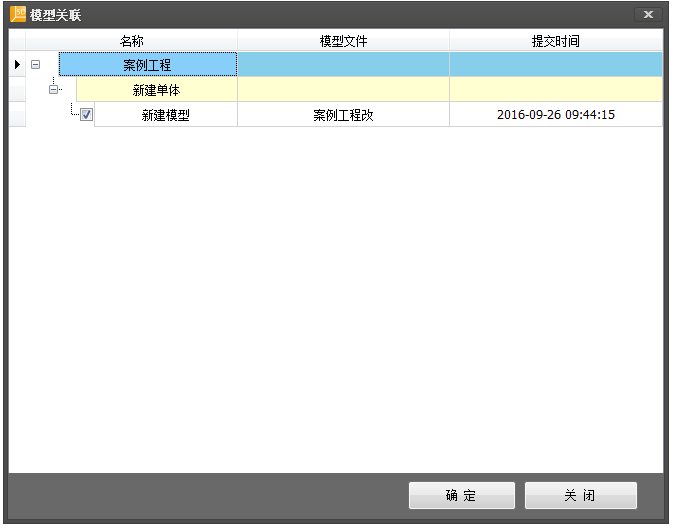 模型关联
名称 模型文件 提交时间
案例工程
新建单体
新建模型 案例工程改 2016-09-26 09:44:15
确 定 关 闭